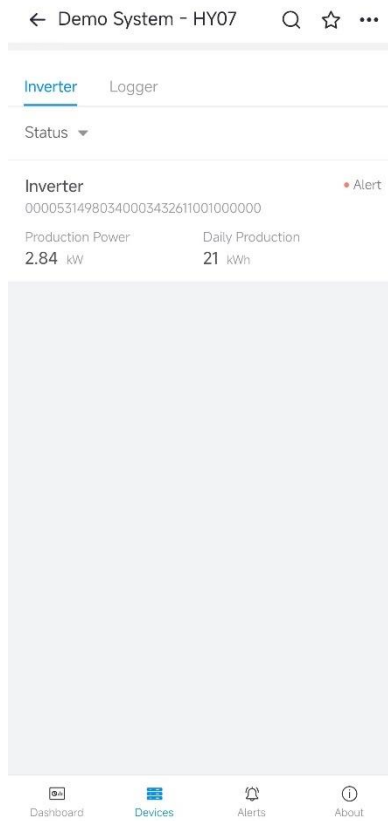 Demo System - HY07
Inverter Logger
Status
Inverter
Alert
00005314980340003432611001000000
Production Power Daily Production
2.84 kW 21 kWh
Dashboard Devices Alerts About